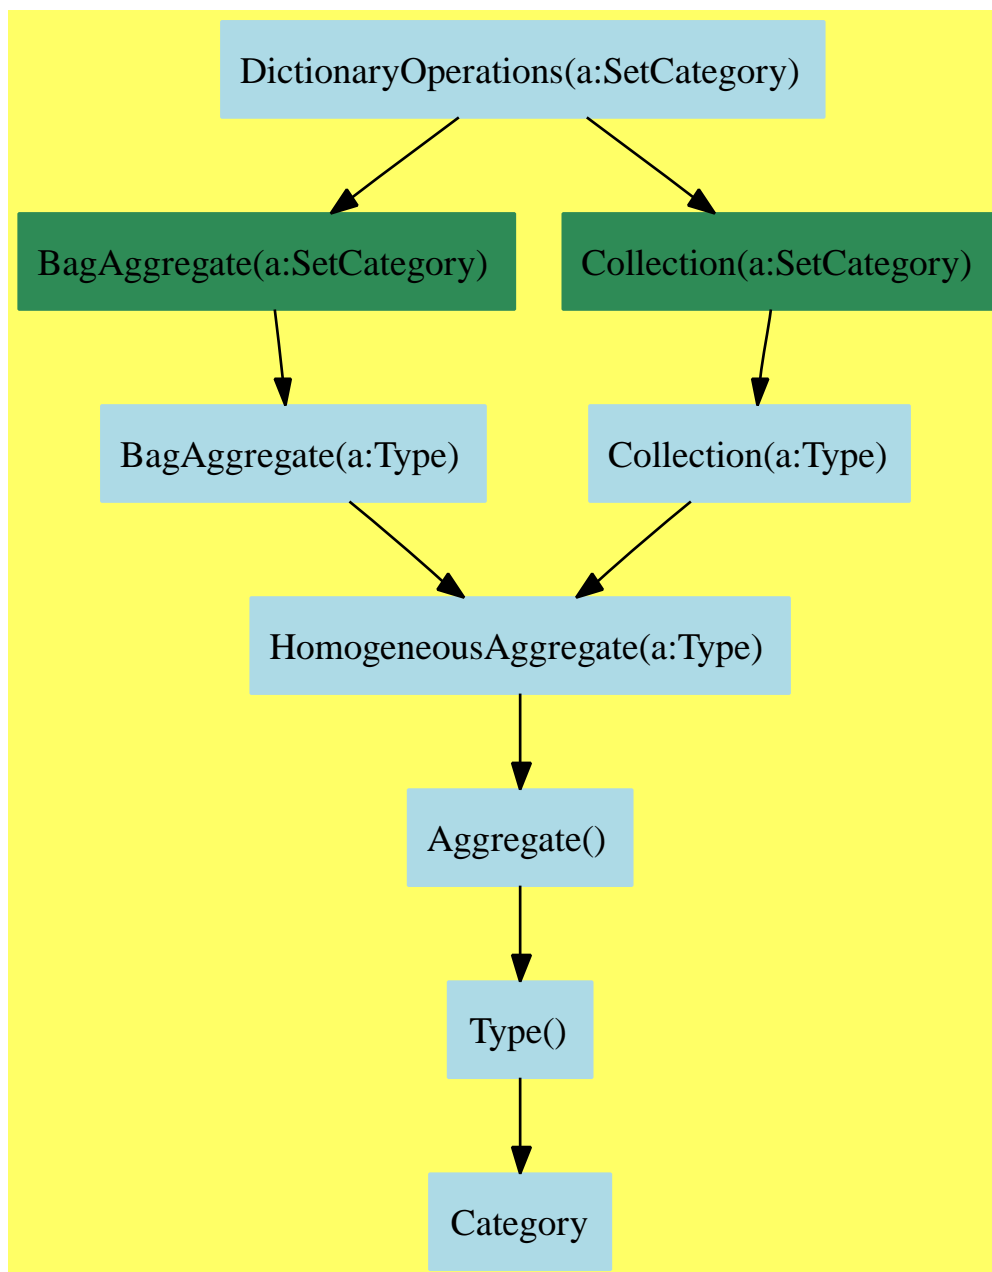 DictionaryOperations(a:SetCategory)
BagAggregate(a:SetCategory)
Collection(a:SetCategory)
BagAggregate(a:Type)
Collection(a:Type)
HomogeneousAggregate(a:Type)
Aggregate()
Type()
Category